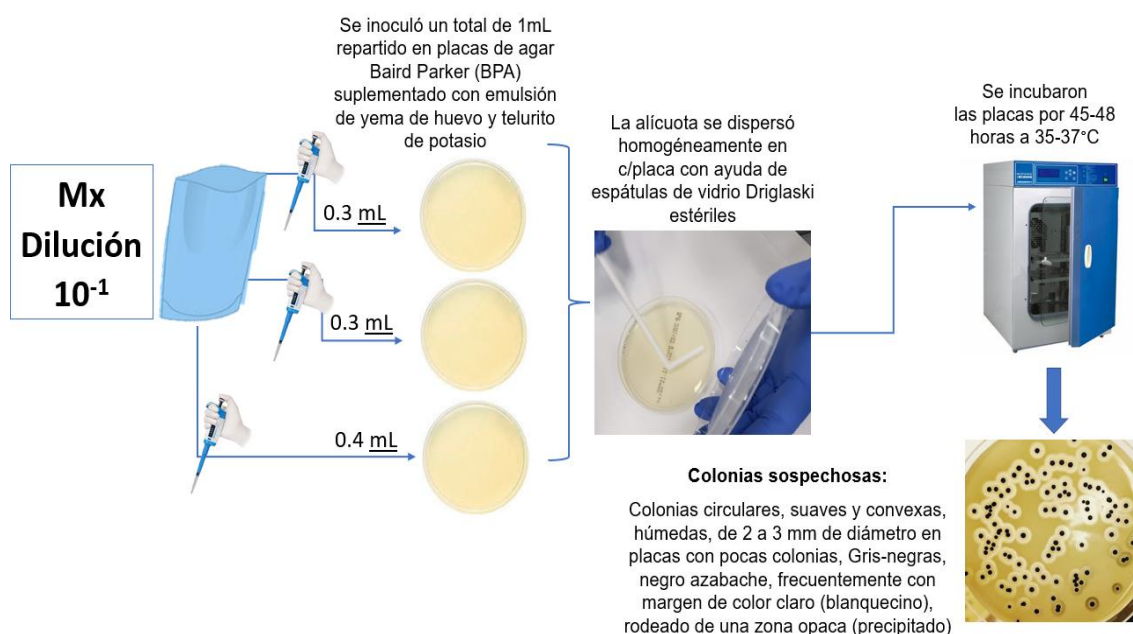 Se inoculó un total de 1mL
repartido en placas de agar
Baird Parker (BPA)
suplementado con emulsión
de yema de huevo y telurito
de potasio
Mx
Dilución
10⁻¹
0.3 mL
0.3 mL
0.4 mL
La alícuota se dispersó
homogéneamente en
c/placa con ayuda de
espátulas de vidrio Driglaski
estériles
Se incubaron
las placas por 45-48
horas a 35-37°C
Colonias sospechosas:
Colonias circulares, suaves y convexas,
húmedas, de 2 a 3 mm de diámetro en
placas con pocas colonias, Gris-negras,
negro azabache, frecuentemente con
margen de color claro (blanquecino),
rodeado de una zona opaca (precipitado)